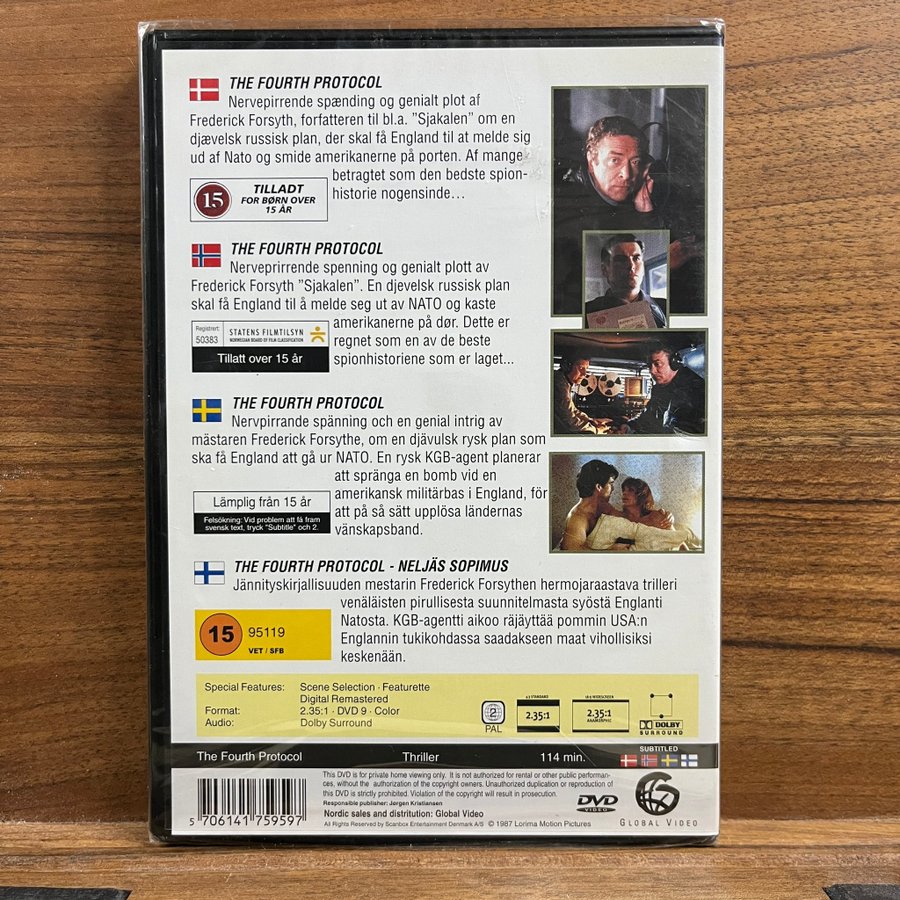 THE FOURTH PROTOCOL
Nervepirrende spænding og genialt plot af
Frederick Forsyth, forfatteren til bl.a. "Sjakalen" om en
djævelsk russisk plan, der skal få England til at melde sig
ud af Nato og smide amerikanerne på porten. Af mange
betragtet som den bedste spion-
historie nogensinde...
15
TILLADT
FOR BØRN OVER
15 ÅR
THE FOURTH PROTOCOL
Nerveprirrende spenning og genialt plott av
Frederick Forsyth "Sjakalen". En djevelsk russisk plan
skal få England til å melde seg ut av NATO og kaste
amerikanerne på dør. Dette er
regnet som en av de beste
spionhistoriene som er laget...
Registrert:
50383
STATENS FILMTILSYN
NORWEGIAN BOARD OF FILM CLASSIFICATION
Tillatt over 15 år
THE FOURTH PROTOCOL
Nervpirrande spänning och en genial intrig av
mästaren Frederick Forsythe, om en djävulsk rysk plan som
ska få England att gå ur NATO. En rysk KGB-agent planerar
att spränga en bomb vid en
amerikansk militärbas i England, för
att på så sätt upplösa ländernas
vänskapsband.
Lämplig från 15 år
Felsökning: Vid problem att få fram
svensk text, tryck "Subtitle" och 2.
THE FOURTH PROTOCOL - NELJÄS SOPIMUS
Jännityskirjallisuuden mestarin Frederick Forsythen hermojaraastava trilleri
venäläisten pirullisesta suunnitelmasta syöstä Englanti
Natosta. KGB-agentti aikoo räjäyttää pommin USA:n
Englannin tukikohdassa saadakseen maat vihollisiksi
keskenään.
15
95119
VET / SFB
Special Features: Scene Selection · Featurette
Digital Remastered
Format: 2.35:1 · DVD 9 · Color
Audio: Dolby Surround
2
PAL
4:3 STANDARD
2.35:1
16:9 WIDESCREEN
2.35:1
ANAMORPHIC
DOLBY
SURROUND
The Fourth Protocol Thriller 114 min.
SUBTITLED
This DVD is for private home viewing only. It is not authorized for rental or other public performan-
ces, without the authorization of the copyright owners. Unauthorized duplication or reproduction of
this DVD is strictly prohibited. Violation of the copyright will result in prosecution.
Responsible publisher: Jørgen Kristiansen
Nordic sales and distribution: Global Video
All Rights Reserved by Scanbox Entertainment Denmark A/S © 1987 Lorima Motion Pictures
5 706141 759597
DVD
VIDEO
GLOBAL VIDEO